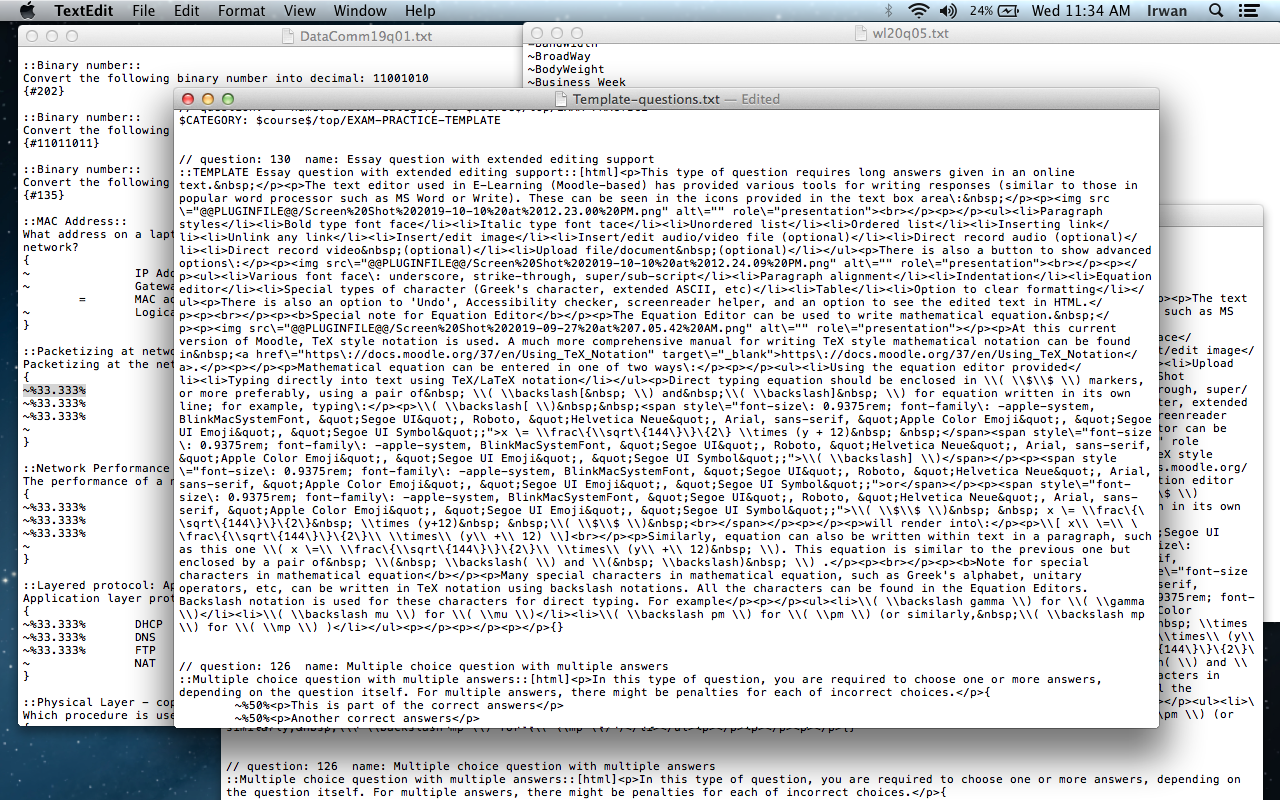 TextEdit File Edit Format View Window Help 24% Wed 11:34 AM Irwan
DataComm19q01.txt
::Binary number::
Convert the following binary number into decimal: 11001010
{#202}
::Binary number::
Convert the following
{#11011011}
::Binary number::
Convert the following
{#135}
::MAC Address::
What address on a lapt
network?
{
~ IP Add
~ Gatewa
= MAC ad
~ Logica
}
::Packetizing at netwo
Packetizing at the net
{
~%33.333%
~%33.333%
~%33.333%
~
}
::Network Performance
The performance of a n
{
~%33.333%
~%33.333%
~%33.333%
~
}
::Layered protocol: Ap
Application layer prot
{
~%33.333% DHCP
~%33.333% DNS
~%33.333% FTP
~ NAT
}
::Physical Layer – cop
Which procedure is use
wl20q05.txt
~Bandwidth
~BroadWay
~BodyWeight
~Business Week
Template-questions.txt — Edited
$CATEGORY: $course$/top/EXAM-PRACTICE-TEMPLATE
// question: 130  name: Essay question with extended editing support
::TEMPLATE Essay question with extended editing support::[html]<p>This type of question requires long answers given in an online
text.&nbsp;</p><p>The text editor used in E-Learning (Moodle-based) has provided various tools for writing responses (similar to those in
popular word processor such as MS Word or Write). These can be seen in the icons provided in the text box area\:&nbsp;</p><p><img src
\="@@PLUGINFILE@@/Screen%20Shot%202019-10-10%20at%2012.23.00%20PM.png" alt\="" role\="presentation"><br></p><p></p><ul><li>Paragraph
styles</li><li>Bold type font face</li><li>Italic type font tace</li><li>Unordered list</li><li>Ordered list</li><li>Inserting link</
li><li>Unlink any link</li><li>Insert/edit image</li><li>Insert/edit audio/video file (optional)</li><li>Direct record audio (optional)</
li><li>Direct record video&nbsp;(optional)</li><li>Upload file/document&nbsp;(optional)</li></ul><p>There is also a button to show advanced
options\:</p><p><img src\="@@PLUGINFILE@@/Screen%20Shot%202019-10-10%20at%2012.24.09%20PM.png" alt\="" role\="presentation"><br></p><p></
p><ul><li>Various font face\: underscore, strike-through, super/sub-script</li><li>Paragraph alignment</li><li>Indentation</li><li>Equation
editor</li><li>Special types of character (Greek's character, extended ASCII, etc)</li><li>Table</li><li>Option to clear formatting</li></
ul><p>There is also an option to 'Undo', Accessibility checker, screenreader helper, and an option to see the edited text in HTML.</
p><p><br></p><p><b>Special note for Equation Editor</b></p><p>The Equation Editor can be used to write mathematical equation.&nbsp;</
p><p><img src\="@@PLUGINFILE@@/Screen%20Shot%202019-09-27%20at%207.05.42%20AM.png" alt\="" role\="presentation"></p><p>At this current
version of Moodle, TeX style notation is used. A much more comprehensive manual for writing TeX style mathematical notation can be found
in&nbsp;<a href\="https\://docs.moodle.org/37/en/Using_TeX_Notation" target\="_blank">https\://docs.moodle.org/37/en/Using_TeX_Notation</
a>.</p><p></p><p>Mathematical equation can be entered in one of two ways\:</p><p></p><ul><li>Using the equation editor provided</
li><li>Typing directly into text using TeX/LaTeX notation</li></ul><p>Direct typing equation should be enclosed in \\( \\$\\$ \\) markers,
or more preferably, using a pair of&nbsp; \\( \\backslash[&nbsp; \\) and&nbsp;\\( \\backslash]&nbsp; \\) for equation written in its own
line; for example, typing\:</p><p>\\( \\backslash[ \\)&nbsp;&nbsp;<span style\="font-size\: 0.9375rem; font-family\: -apple-system,
BlinkMacSystemFont, &quot;Segoe UI&quot;, Roboto, &quot;Helvetica Neue&quot;, Arial, sans-serif, &quot;Apple Color Emoji&quot;, &quot;Segoe
UI Emoji&quot;, &quot;Segoe UI Symbol&quot;;">x \= \\frac\{\\sqrt\{144\}\}\{2\} \\times (y + 12)&nbsp; &nbsp;</span><span style\="font-size
\: 0.9375rem; font-family\: -apple-system, BlinkMacSystemFont, &quot;Segoe UI&quot;, Roboto, &quot;Helvetica Neue&quot;, Arial, sans-serif,
&quot;Apple Color Emoji&quot;, &quot;Segoe UI Emoji&quot;, &quot;Segoe UI Symbol&quot;;">\\( \\backslash] \\)</span></p><p><span style
\="font-size\: 0.9375rem; font-family\: -apple-system, BlinkMacSystemFont, &quot;Segoe UI&quot;, Roboto, &quot;Helvetica Neue&quot;, Arial,
sans-serif, &quot;Apple Color Emoji&quot;, &quot;Segoe UI Emoji&quot;, &quot;Segoe UI Symbol&quot;;">or</span></p><p><span style\="font-
size\: 0.9375rem; font-family\: -apple-system, BlinkMacSystemFont, &quot;Segoe UI&quot;, Roboto, &quot;Helvetica Neue&quot;, Arial, sans-
serif, &quot;Apple Color Emoji&quot;, &quot;Segoe UI Emoji&quot;, &quot;Segoe UI Symbol&quot;;">\\( \\$\\$ \\)&nbsp; &nbsp; x \= \\frac\{\
\sqrt\{144\}\}\{2\}&nbsp; \\times (y+12)&nbsp; &nbsp;\\( \\$\\$ \\)&nbsp;<br></span></p><p></p><p>will render into\:</p><p>\\[ x\\ \=\\ \
\frac\{\\sqrt\{144\}\}\{2\}\\ \\times\\ (y\\ +\\ 12) \\]<br></p><p>Similarly, equation can also be written within text in a paragraph, such
as this one \\( x \=\\ \\frac\{\\sqrt\{144\}\}\{2\}\\ \\times\\ (y\\ +\\ 12)&nbsp; \\). This equation is similar to the previous one but
enclosed by a pair of&nbsp; \\(&nbsp; \\backslash( \\) and \\(&nbsp; \\backslash)&nbsp; \\) .</p><p><br></p><p><b>Note for special
characters in mathematical equation</b></p><p>Many special characters in mathematical equation, such as Greek's alphabet, unitary
operators, etc, can be written in TeX notation using backslash notations. All the characters can be found in the Equation Editors.
Backslash notation is used for these characters for direct typing. For example</p><p></p><ul><li>\\( \\backslash gamma \\) for \\( \\gamma
\\)</li><li>\\( \\backslash mu \\) for \\( \\mu \\)</li><li>\\( \\backslash pm \\) for \\( \\pm \\) (or similarly,&nbsp;\\( \\backslash mp
\\) for \\( \\mp \\) )</li></ul><p></p><p></p><p></p>{}
// question: 126  name: Multiple choice question with multiple answers
::Multiple choice question with multiple answers::[html]<p>In this type of question, you are required to choose one or more answers,
depending on the question itself. For multiple answers, there might be penalties for each of incorrect choices.</p>{
~%50%<p>This is part of the correct answers</p>
~%50%<p>Another correct answers</p>
// question: 126  name: Multiple choice question with multiple answers
::Multiple choice question with multiple answers::[html]<p>In this type of question, you are required to choose one or more answers, depending on
the question itself. For multiple answers, there might be penalties for each of incorrect choices.</p>{